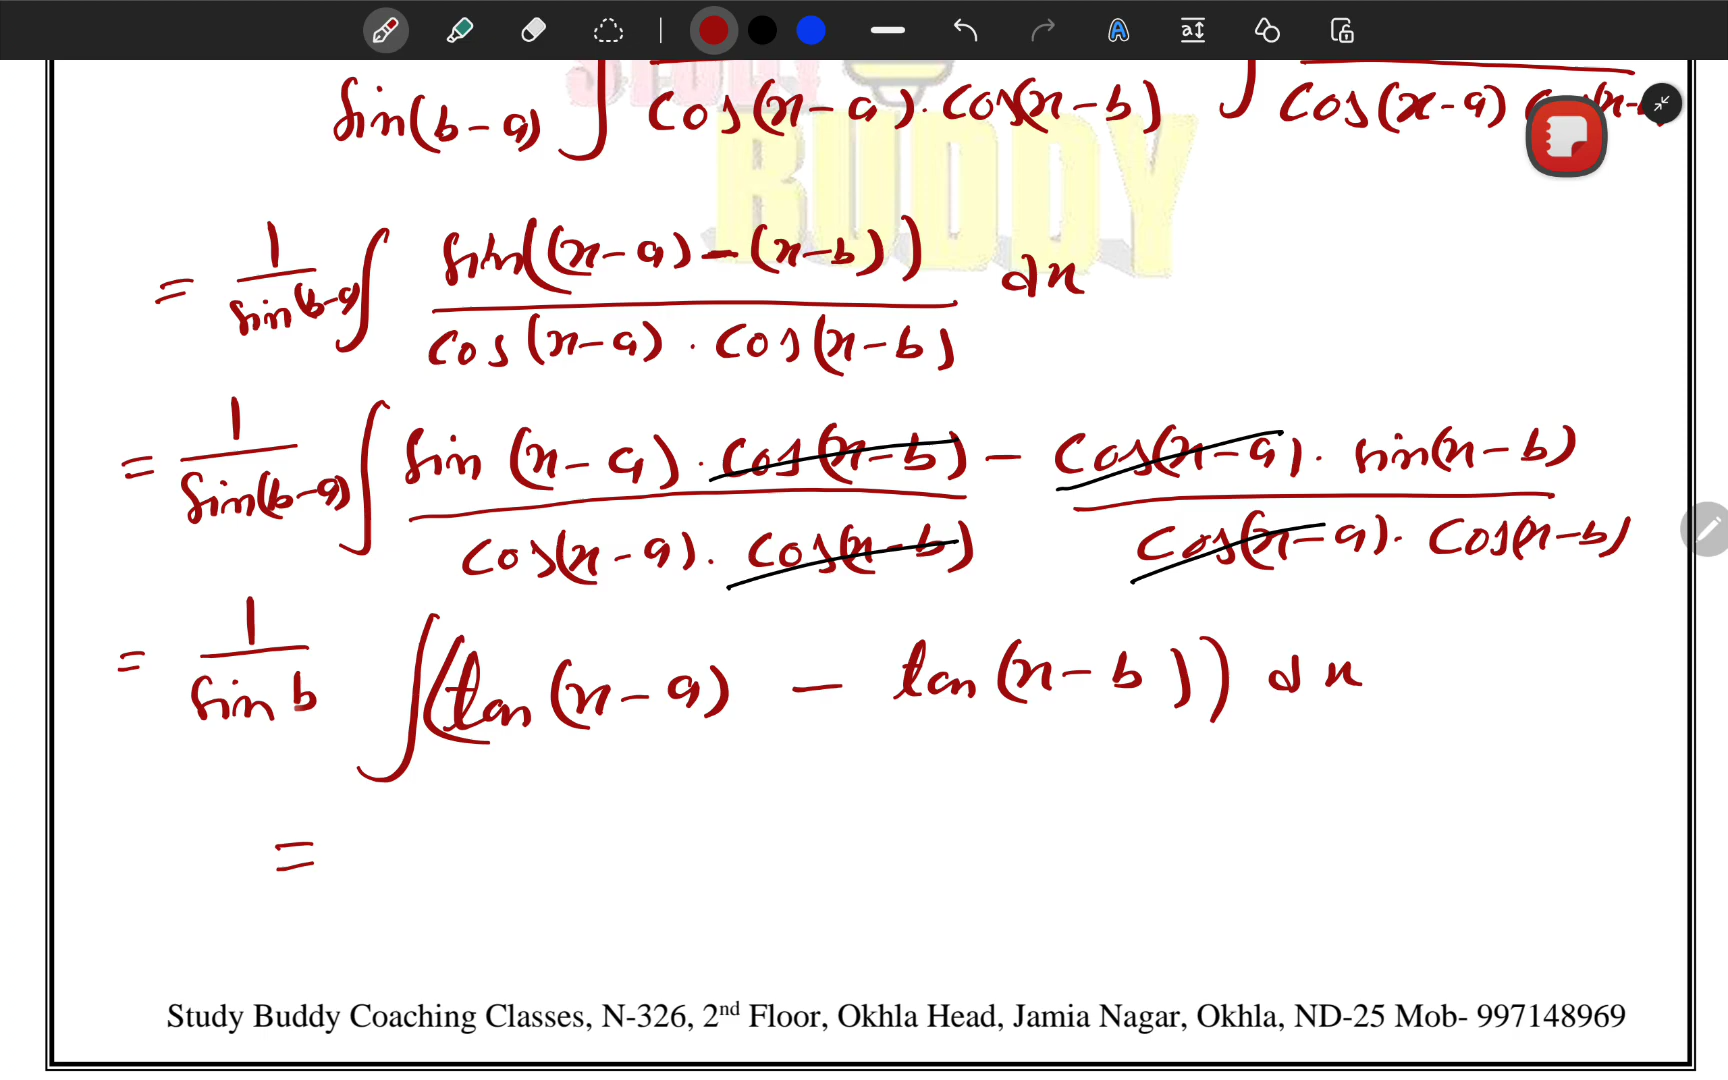 STUDY
sin(b-a) ∫ cos(x-a).cos(x-b) ∫ cos(x-a)
BUDDY
= 1/sin(b-a) ∫ sin((x-a)-(x-b))/cos(x-a).cos(x-b) dx
= 1/sin(b-a) ∫ sin(x-a).cos(x-b)/cos(x-a).cos(x-b) - cos(x-a).sin(x-b)/cos(x-a).cos(x-b)
= 1/sin b ∫(tan(x-a) - tan(x-b)) dx
=
Study Buddy Coaching Classes, N-326, 2nd Floor, Okhla Head, Jamia Nagar, Okhla, ND-25 Mob- 997148969